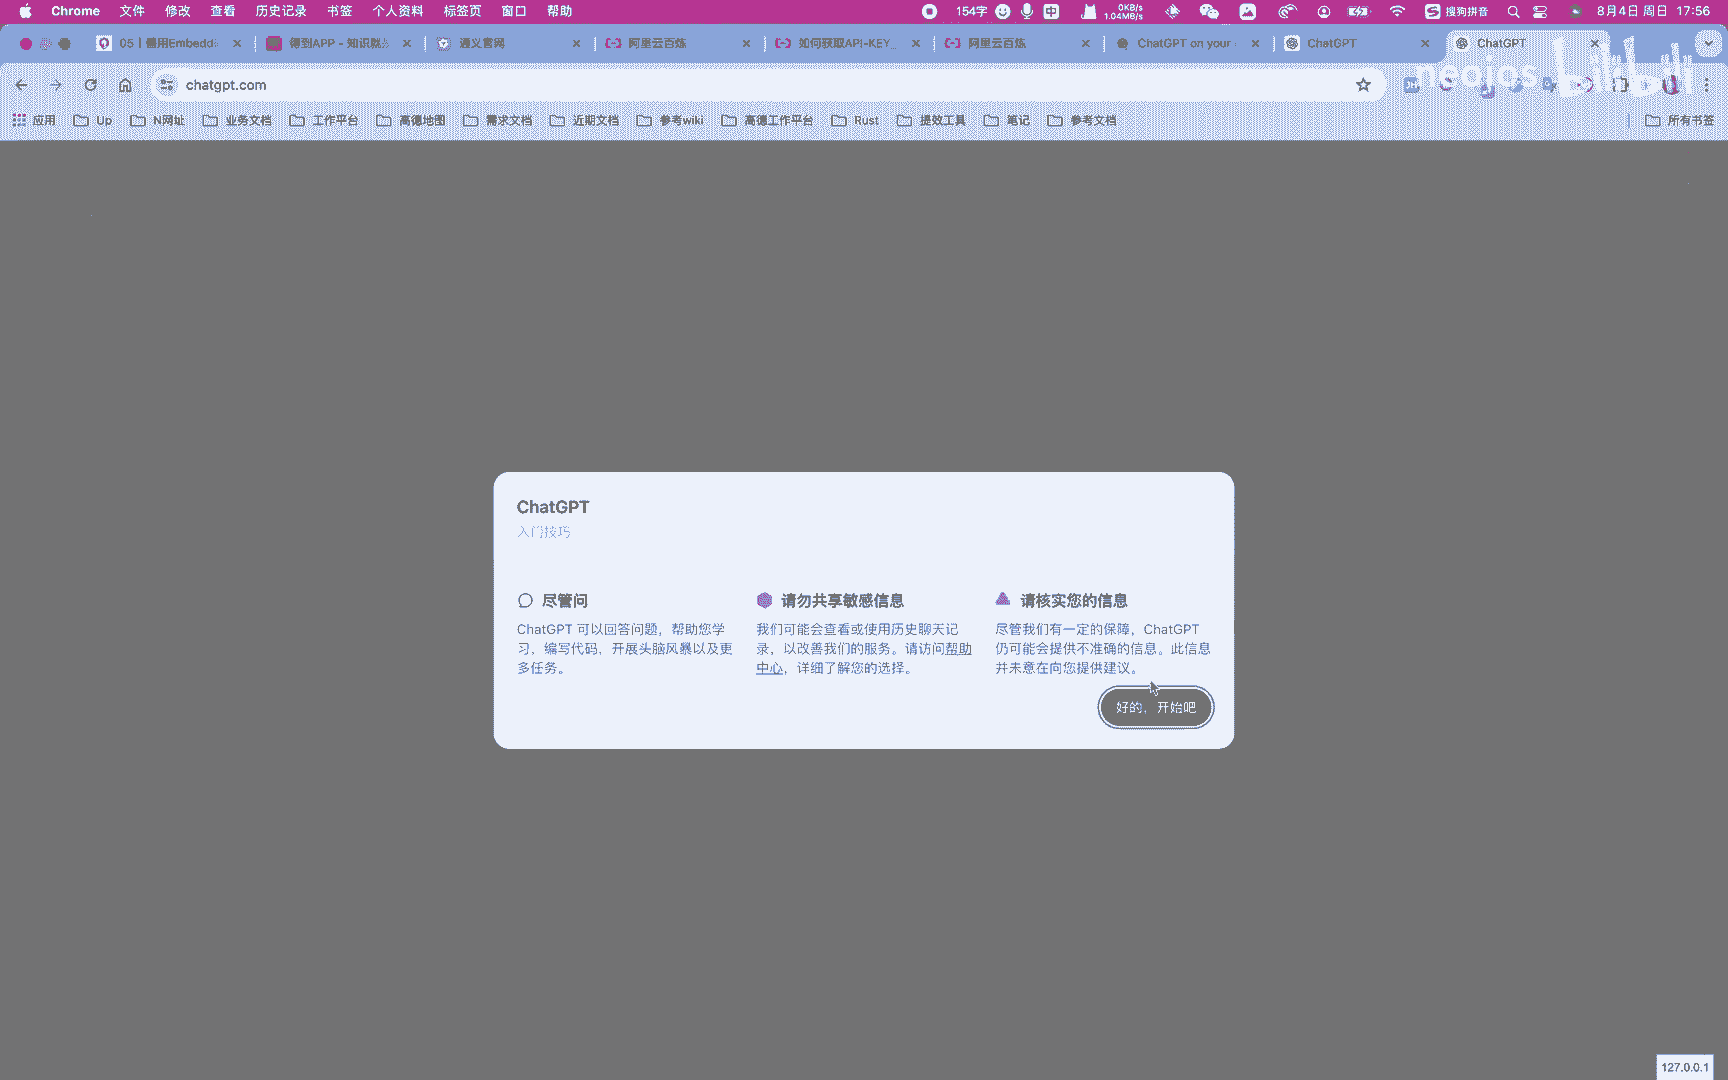 Chrome 文件 修改 查看 历史记录 书签 个人资料 标签页 窗口 帮助 154字 中 0KB/s 1.04MB/s 搜狗拼音 8月4日 周日 17:56
05 | 善用Embeddi 得到APP - 知识就 通义官网 阿里云百炼 如何获取API-KEY_ 阿里云百炼 ChatGPT on your ChatGPT ChatGPT
chatgpt.com
neojos bilibili
应用 Up N网址 业务文档 工作平台 高德地图 需求文档 近期文档 参考wiki 高德工作平台 Rust 提效工具 笔记 参考文档 所有书签
ChatGPT
入门技巧
尽管问
ChatGPT 可以回答问题，帮助您学
习、编写代码、开展头脑风暴以及更
多任务。
请勿共享敏感信息
我们可能会查看或使用历史聊天记
录，以改善我们的服务。请访问帮助
中心，详细了解您的选择。
请核实您的信息
尽管我们有一定的保障，ChatGPT
仍可能会提供不准确的信息。此信息
并未意在向您提供建议。
好的，开始吧
127.0.0.1